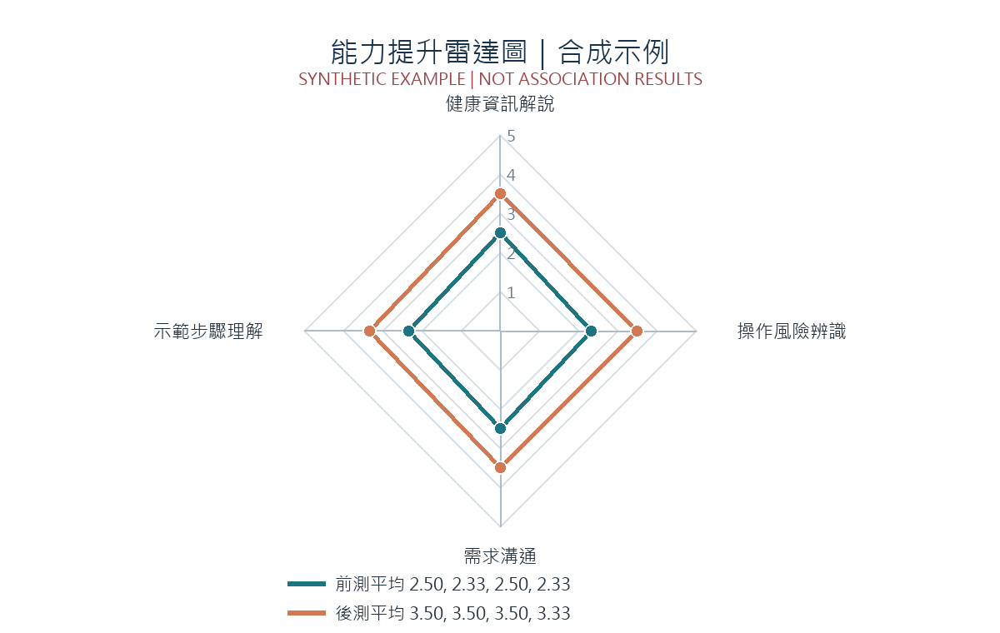 能力提升雷達圖｜合成示例
SYNTHETIC EXAMPLE | NOT ASSOCIATION RESULTS
健康資訊解說
5
4
3
2
1
示範步驟理解
操作風險辨識
需求溝通
前測平均 2.50, 2.33, 2.50, 2.33
後測平均 3.50, 3.50, 3.50, 3.33